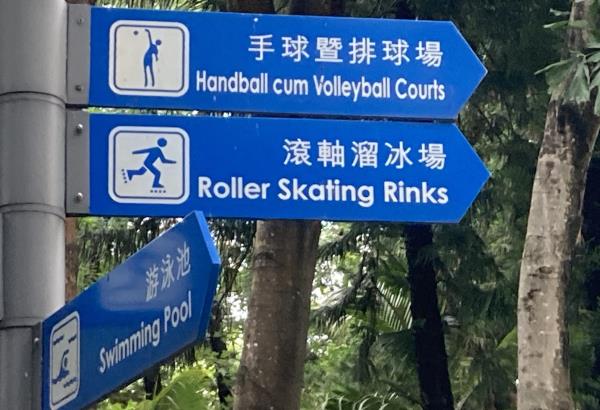 手球暨排球場
Handball cum Volleyball Courts
滾軸溜冰場
Roller Skating Rinks
游泳池
Swimming Pool